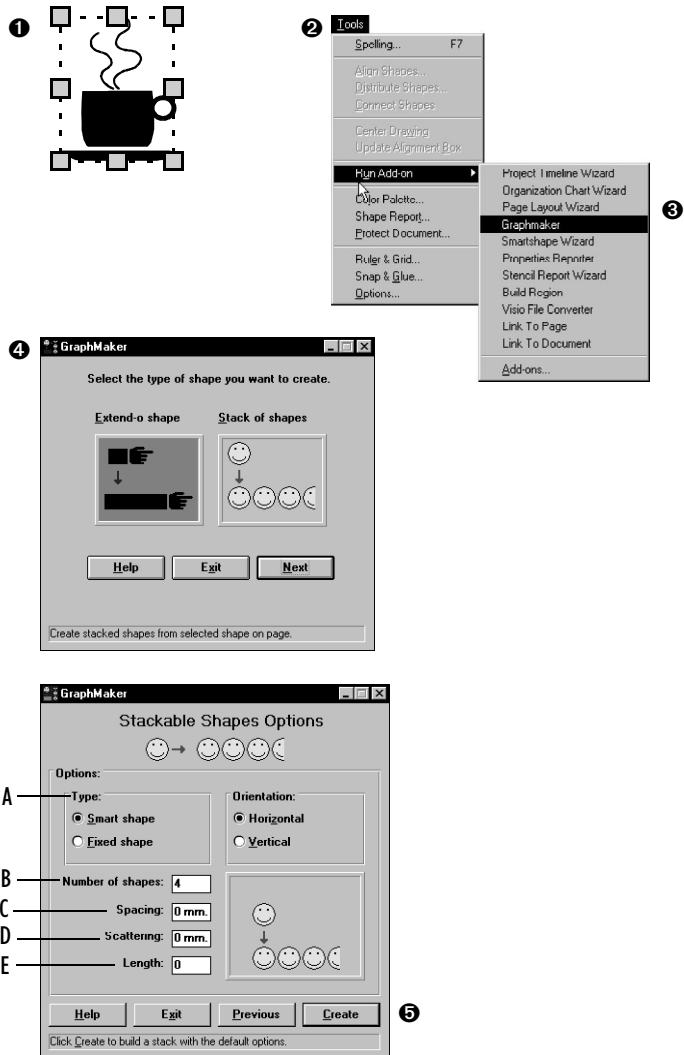 ❶
❷
Tools
Spelling... F7
Align Shapes...
Distribute Shapes...
Connect Shapes
Center Drawing
Update Alignment Box
Run Add-on
Color Palette...
Shape Report...
Protect Document...
Ruler & Grid...
Snap & Glue...
Options...
Project Timeline Wizard
Organization Chart Wizard
Page Layout Wizard
Graphmaker
Smartshape Wizard
Properties Reporter
Stencil Report Wizard
Build Region
Visio File Converter
Link To Page
Link To Document
Add-ons...
❸
❹
GraphMaker
Select the type of shape you want to create.
Extend-o shape Stack of shapes
Help Exit Next
Create stacked shapes from selected shape on page.
GraphMaker
Stackable Shapes Options
Options:
A Type: Orientation:
Smart shape Horizontal
Fixed shape Vertical
B Number of shapes: 4
C Spacing: 0 mm.
D Scattering: 0 mm.
E Length: 0
Help Exit Previous Create ❺
Click Create to build a stack with the default options.